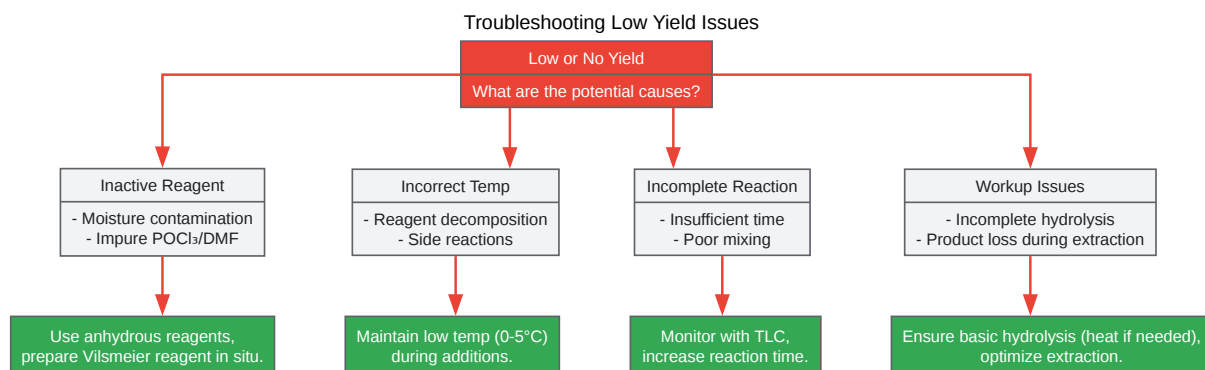 Troubleshooting Low Yield Issues
Low or No Yield
What are the potential causes?
Inactive Reagent
- Moisture contamination
- Impure POCl₃/DMF
Incorrect Temp
- Reagent decomposition
- Side reactions
Incomplete Reaction
- Insufficient time
- Poor mixing
Workup Issues
- Incomplete hydrolysis
- Product loss during extraction
Use anhydrous reagents,
prepare Vilsmeier reagent in situ.
Maintain low temp (0-5°C)
during additions.
Monitor with TLC,
increase reaction time.
Ensure basic hydrolysis (heat if needed),
optimize extraction.